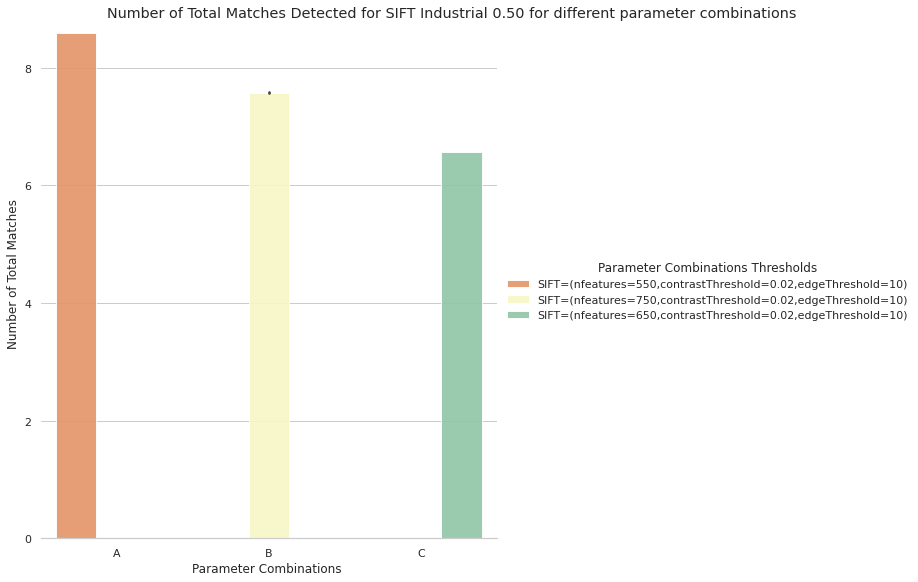 Number of Total Matches Detected for SIFT Industrial 0.50 for different parameter combinations
8
6
4
2
0
Number of Total Matches
A B C
Parameter Combinations
Parameter Combinations Thresholds
SIFT=(nfeatures=550,contrastThreshold=0.02,edgeThreshold=10)
SIFT=(nfeatures=750,contrastThreshold=0.02,edgeThreshold=10)
SIFT=(nfeatures=650,contrastThreshold=0.02,edgeThreshold=10)